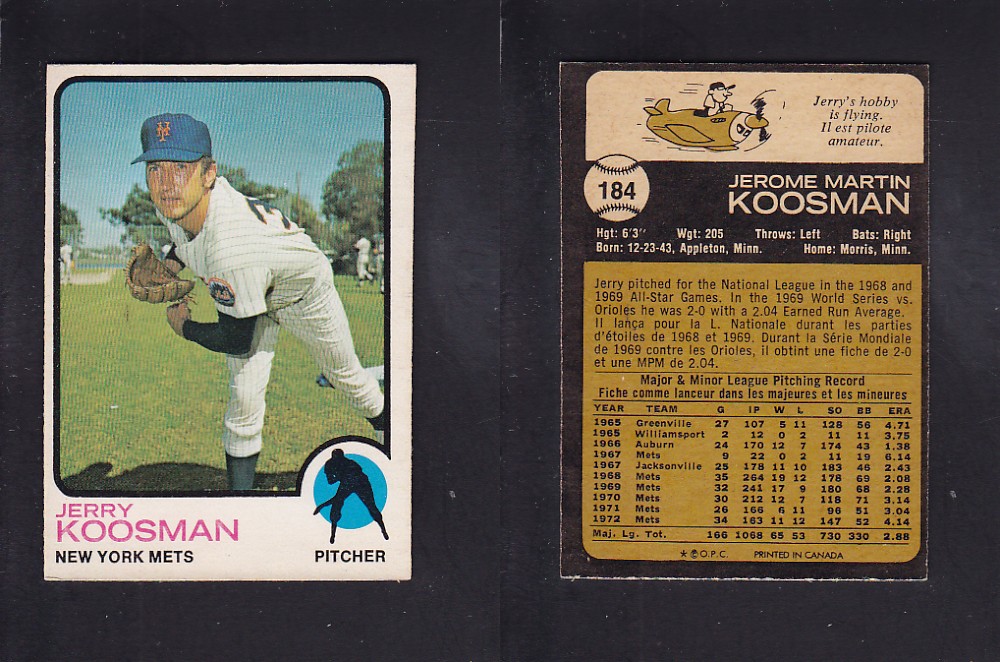 JERRY
KOOSMAN
NEW YORK METS
PITCHER
Jerry's hobby
is flying.
Il est pilote
amateur.
184
JEROME MARTIN
KOOSMAN
Hgt: 6'3" Wgt: 205 Throws: Left Bats: Right
Born: 12-23-43, Appleton, Minn. Home: Morris, Minn.
Jerry pitched for the National League in the 1968 and
1969 All-Star Games. In the 1969 World Series vs.
Orioles he was 2-0 with a 2.04 Earned Run Average.
Il lança pour la L. Nationale durant les parties
d'étoiles de 1968 et 1969. Durant la Série Mondiale
de 1969 contre les Orioles, il obtint une fiche de 2-0
et une MPM de 2.04.
Major & Minor League Pitching Record
Fiche comme lanceur dans les majeures et les mineures
YEAR TEAM G IP W L SO BB ERA
1965 Greenville 27 107 5 11 128 56 4.71
1965 Williamsport 2 12 0 2 11 11 3.75
1966 Auburn 24 170 12 7 174 43 1.38
1967 Mets 9 22 0 2 11 19 6.14
1967 Jacksonville 25 178 11 10 183 46 2.43
1968 Mets 35 264 19 12 178 69 2.08
1969 Mets 32 241 17 9 180 68 2.28
1970 Mets 30 212 12 7 118 71 3.14
1971 Mets 26 166 6 11 96 51 3.04
1972 Mets 34 163 11 12 147 52 4.14
Maj. Lg. Tot. 166 1068 65 53 730 330 2.88
* © O.P.C. PRINTED IN CANADA